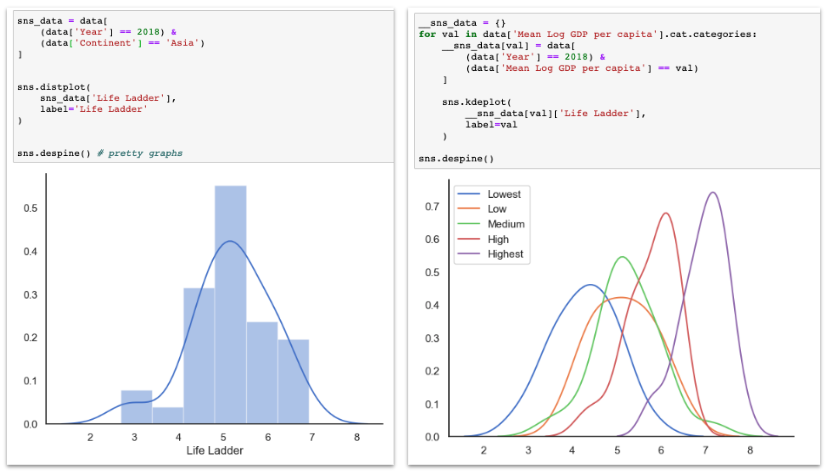 sns_data = data[
    (data['Year'] == 2018) &
    (data['Continent'] == 'Asia')
]
sns.distplot(
    sns_data['Life Ladder'],
    label='Life Ladder'
)
sns.despine() # pretty graphs
0.5
0.4
0.3
0.2
0.1
0.0
2 3 4 5 6 7 8
Life Ladder
__sns_data = {}
for val in data['Mean Log GDP per capita'].cat.categories:
    __sns_data[val] = data[
        (data['Year'] == 2018) &
        (data['Mean Log GDP per capita'] == val)
    ]
    sns.kdeplot(
        __sns_data[val]['Life Ladder'],
        label=val
    )
sns.despine()
Lowest
Low
Medium
High
Highest
0.7
0.6
0.5
0.4
0.3
0.2
0.1
0.0
2 3 4 5 6 7 8